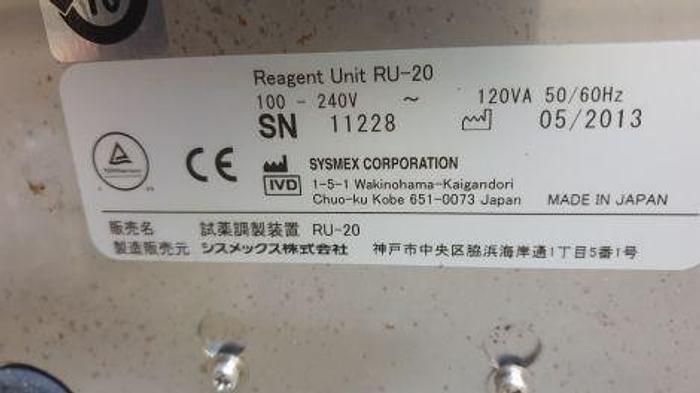 10
Reagent Unit RU-20
100 - 240V ~ 120VA 50/60Hz
SN 11228 05/2013
CE SYSMEX CORPORATION
IVD 1-5-1 Wakinohama-Kaigandori
Chuo-ku Kobe 651-0073 Japan MADE IN JAPAN
販売名 試薬調製装置 RU-20
製造販売元 シスメックス株式会社 神戸市中央区脇浜海岸通1丁目5番1号